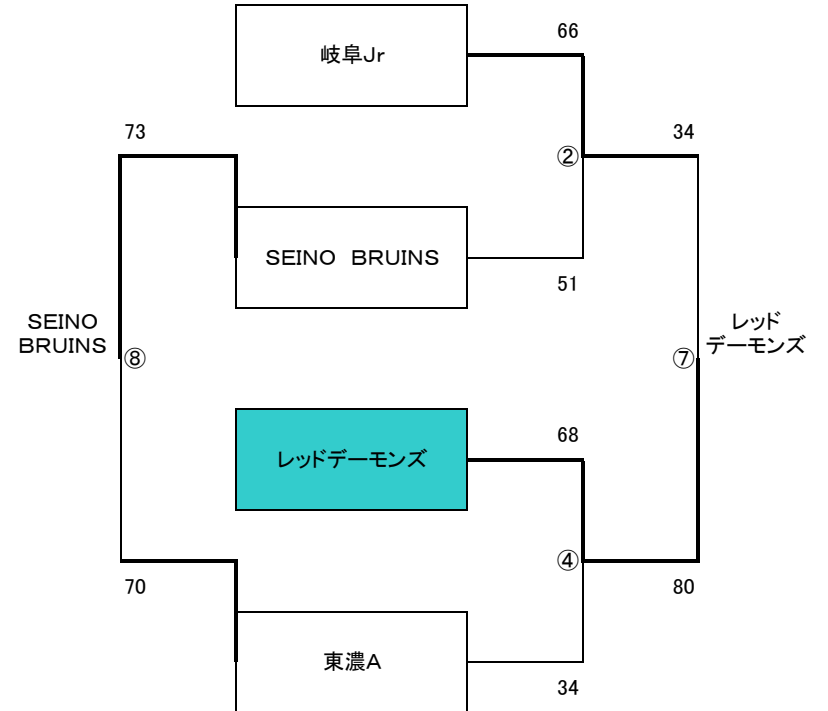 岐阜Jr
66
73
34
②
SEINO　BRUINS
51
SEINO
BRUINS
⑧
レッド
デーモンズ
⑦
レッドデーモンズ
68
④
70
80
東濃A
34